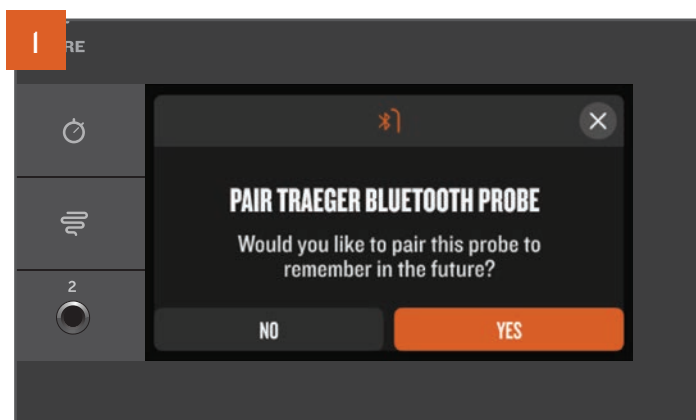 1
RE
PAIR TRAEGER BLUETOOTH PROBE
Would you like to pair this probe to
remember in the future?
2
NO
YES